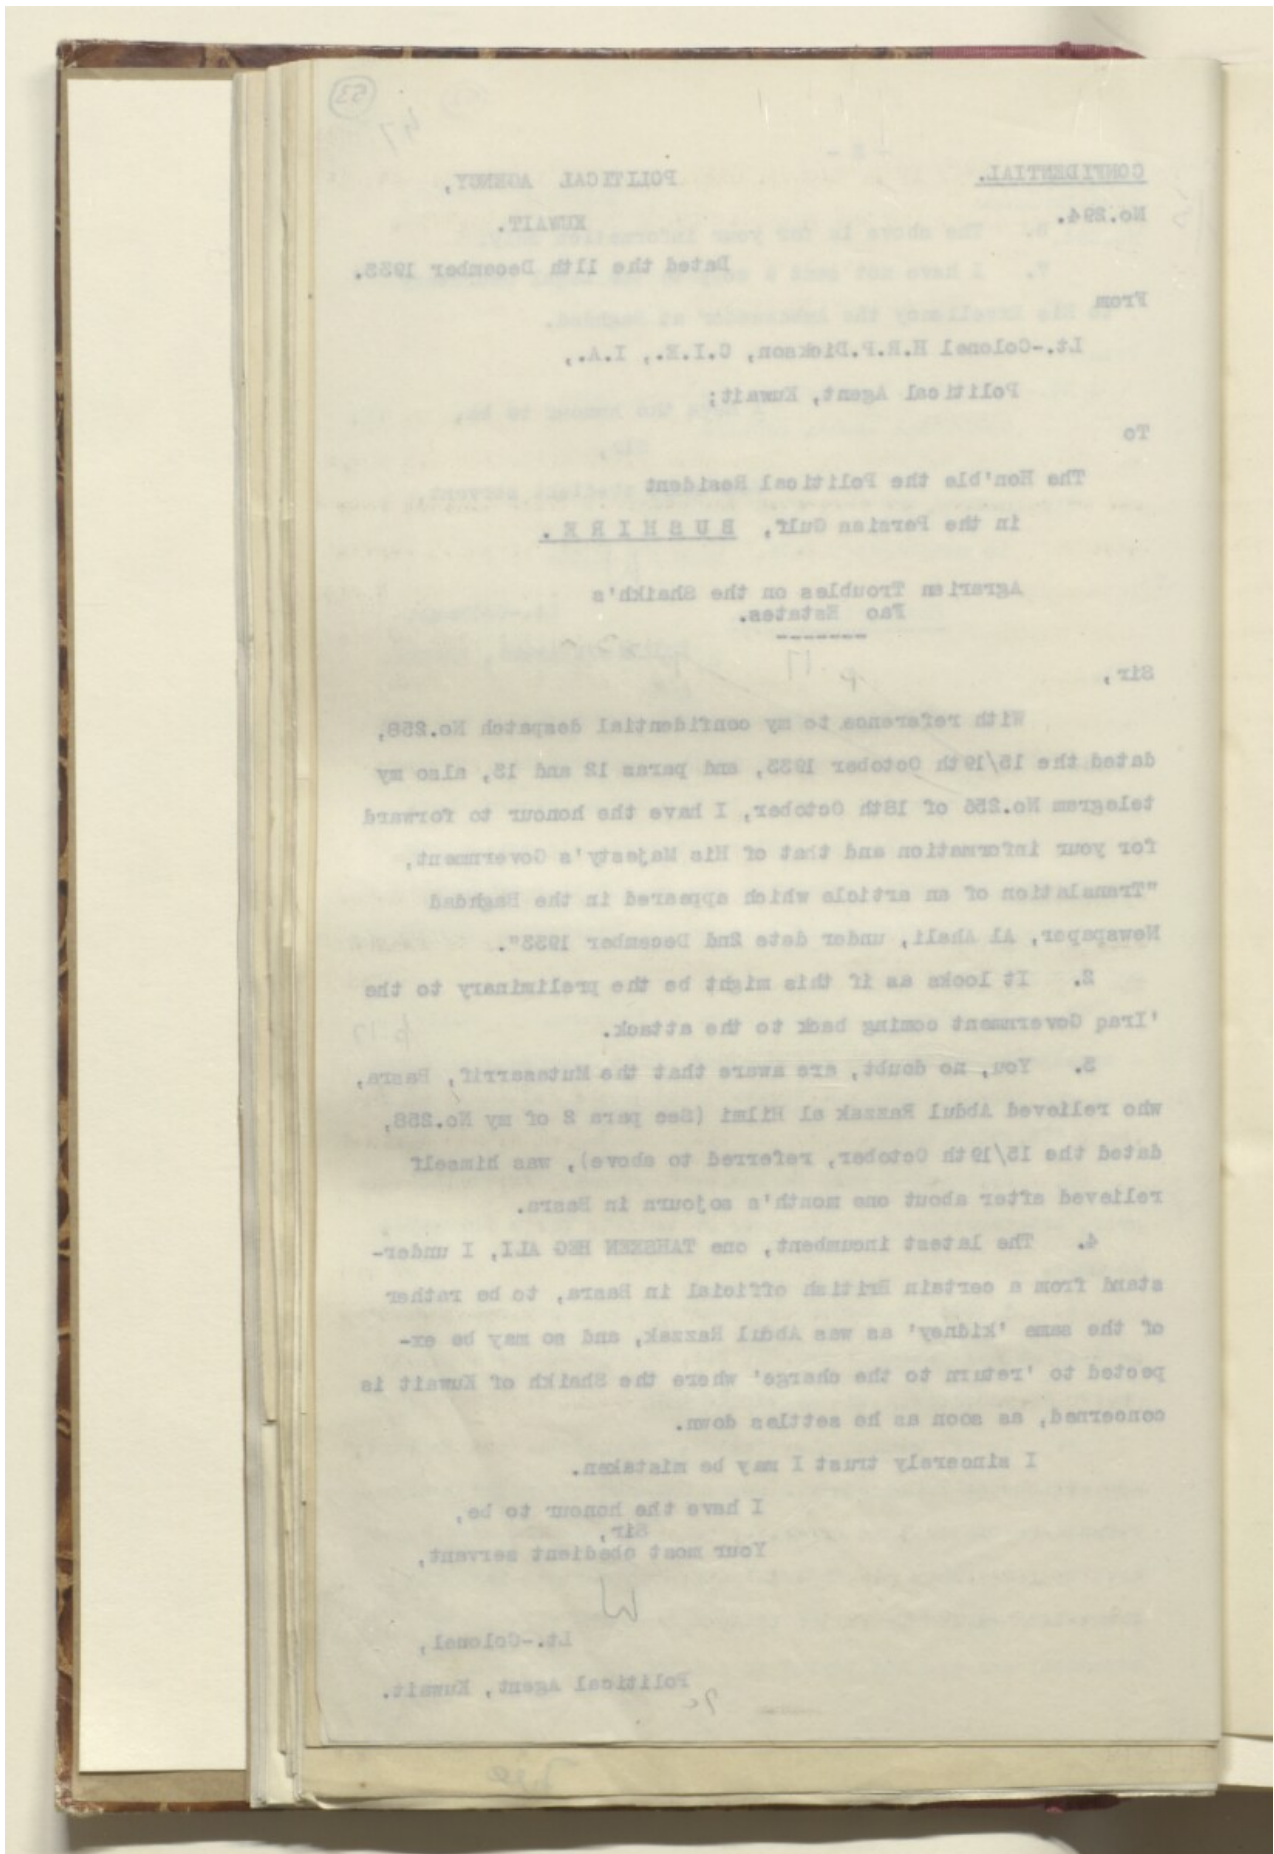 53
47
CONFIDENTIAL.
POLITICAL AGENCY,
No.294.
KUWAIT.
Dated the 11th December 1933.
From
Lt.-Colonel H.R.P.Dickson, C.I.E., I.A.,
Political Agent, Kuwait;
To
The Hon'ble the Political Resident
in the Persian Gulf, BUSHIRE.
Agrarian Troubles on the Shaikh's
Fao Estates.
-------
p. 17
Sir,
With reference to my confidential despatch No.258,
dated the 15/19th October 1933, and paras 12 and 13, also my
telegram No.256 of 18th October, I have the honour to forward
for your information and that of His Majesty's Government,
"Translation of an article which appeared in the Baghdad
Newspaper, Al Ahali, under date 2nd December 1933".
2. It looks as if this might be the preliminary to the
'Iraq Government coming back to the attack.
p. 17
3. You, no doubt, are aware that the Mutasarrif, Basra,
who relieved Abdul Razzak al Hilmi (See para 2 of my No.258,
dated the 15/19th October, referred to above), was himself
relieved after about one month's sojourn in Basra.
4. The latest incumbent, one TAHSEEN BEG ALI, I under-
stand from a certain British official in Basra, to be rather
of the same 'kidney' as was Abdul Razzak, and so may be ex-
pected to 'return to the charge' where the Shaikh of Kuwait is
concerned, as soon as he settles down.
I sincerely trust I may be mistaken.
I have the honour to be,
Sir,
Your most obedient servant,
Lt.-Colonel,
Political Agent, Kuwait.